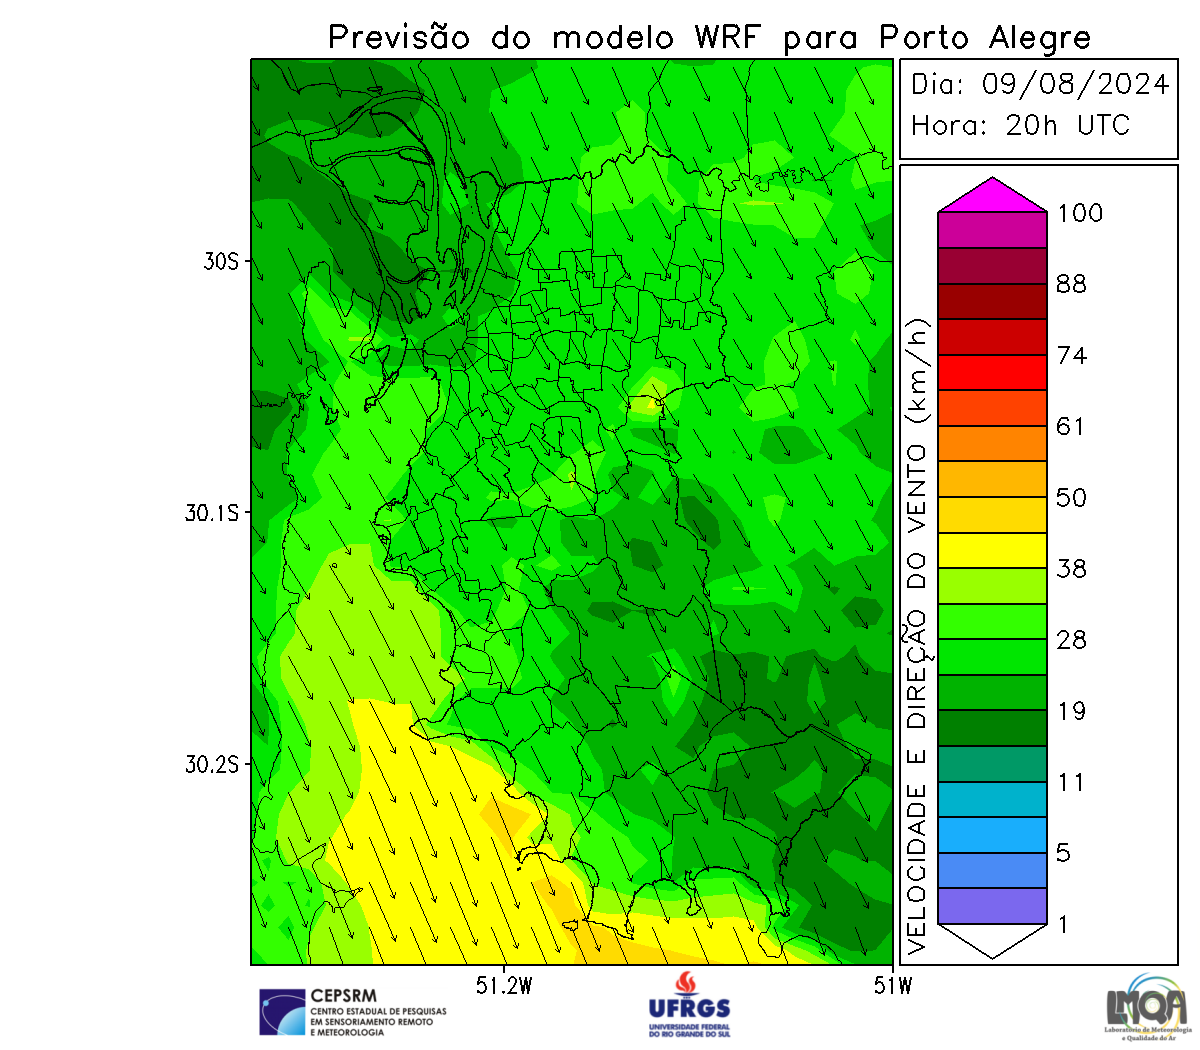 Previsão do modelo WRF para Porto Alegre
Dia: 09/08/2024
Hora: 20h UTC
30S
30.1S
30.2S
51.2W
51W
VELOCIDADE E DIREÇÃO DO VENTO (km/h)
100
88
74
61
50
38
28
19
11
5
1
CEPSRM
CENTRO ESTADUAL DE PESQUISAS
EM SENSORIAMENTO REMOTO
E METEOROLOGIA
UFRGS
UNIVERSIDADE FEDERAL
DO RIO GRANDE DO SUL
LMQA
Laboratório de Meteorologia
e Qualidade do Ar